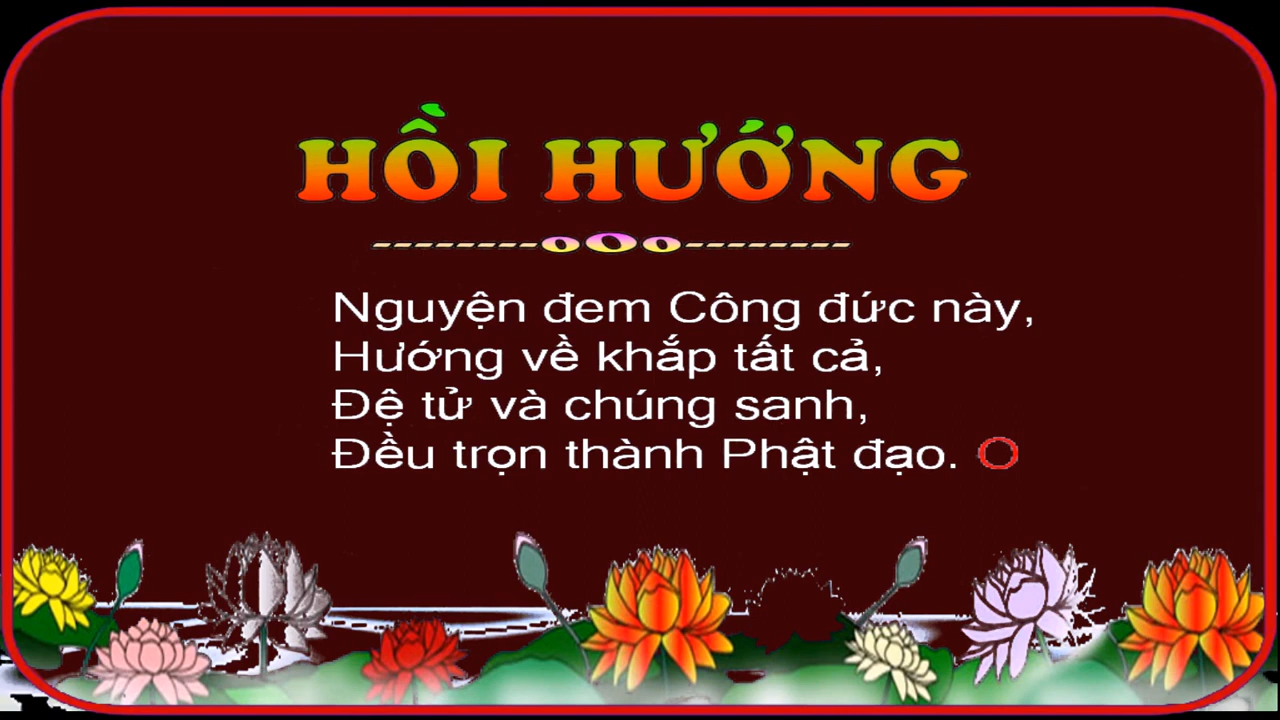 HỒI HƯỚNG
--------oOo--------
Nguyện đem Công đức này,
Hướng về khắp tất cả,
Đệ tử và chúng sanh,
Đều trọn thành Phật đạo. O